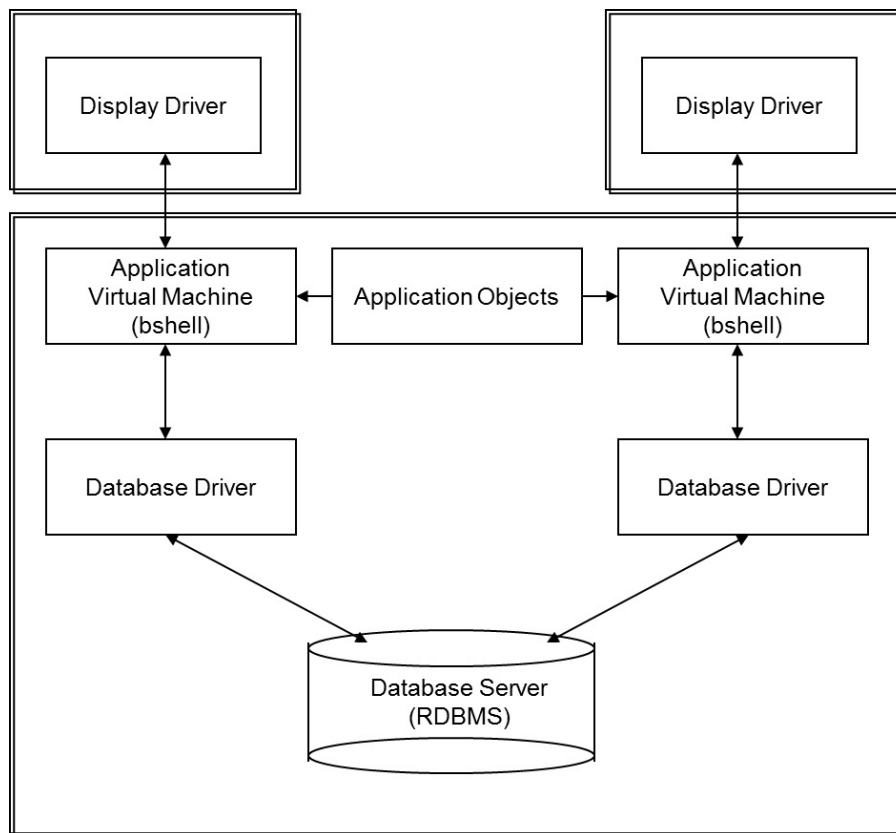 Display Driver
Display Driver
Application
Virtual Machine
(bshell)
Application Objects
Application
Virtual Machine
(bshell)
Database Driver
Database Driver
Database Server
(RDBMS)